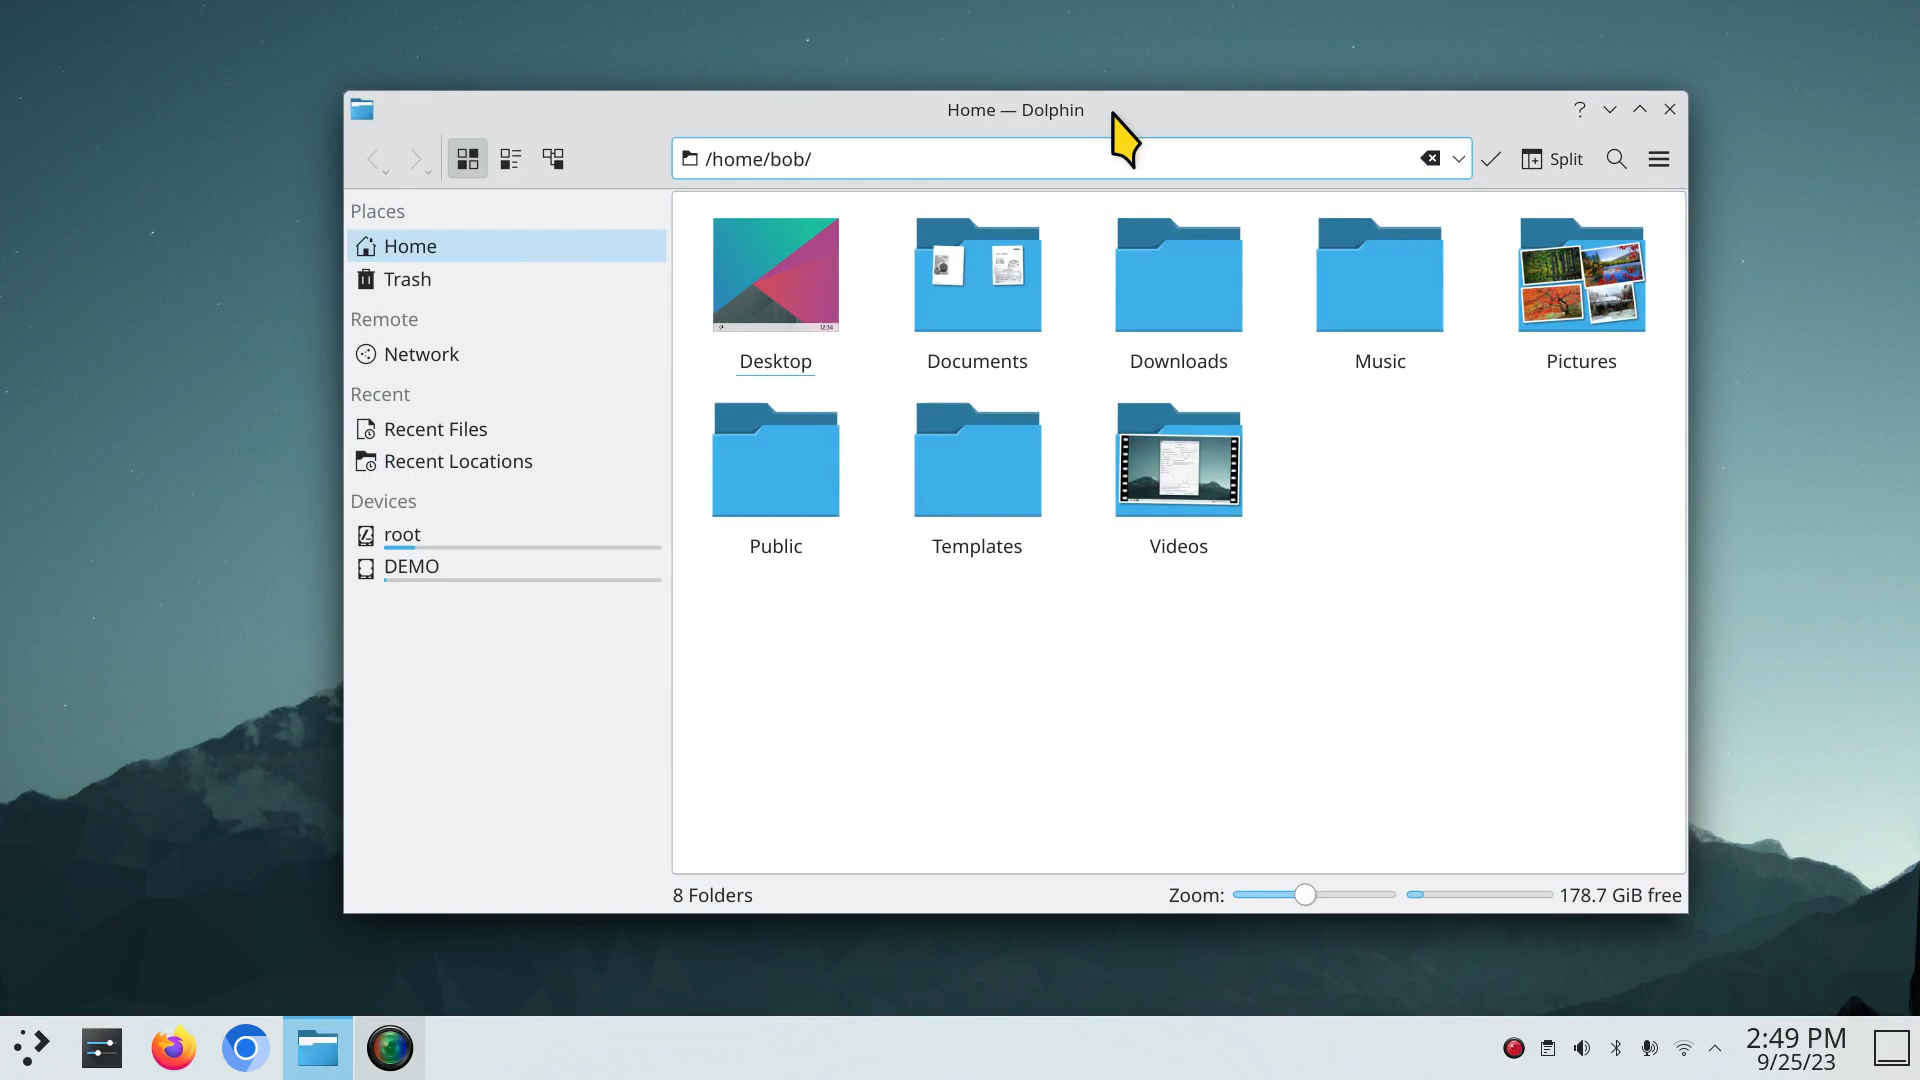 Home — Dolphin
/home/bob/
Split
Places
Home
Trash
Remote
Network
Recent
Recent Files
Recent Locations
Devices
root
DEMO
Desktop
Documents
Downloads
Music
Pictures
Public
Templates
Videos
12:34
8 Folders
Zoom:
178.7 GiB free
2:49 PM
9/25/23